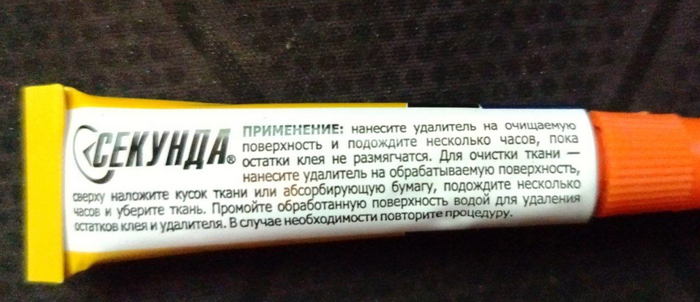 СЕКУНДА®
ПРИМЕНЕНИЕ: нанесите удалитель на очищаемую
поверхность и подождите несколько часов, пока
остатки клея не размягчатся. Для очистки ткани —
нанесите удалитель на обрабатываемую поверхность,
сверху наложите кусок ткани или абсорбирующую бумагу, подождите несколько
часов и уберите ткань. Промойте обработанную поверхность водой для удаления
остатков клея и удалителя. В случае необходимости повторите процедуру.